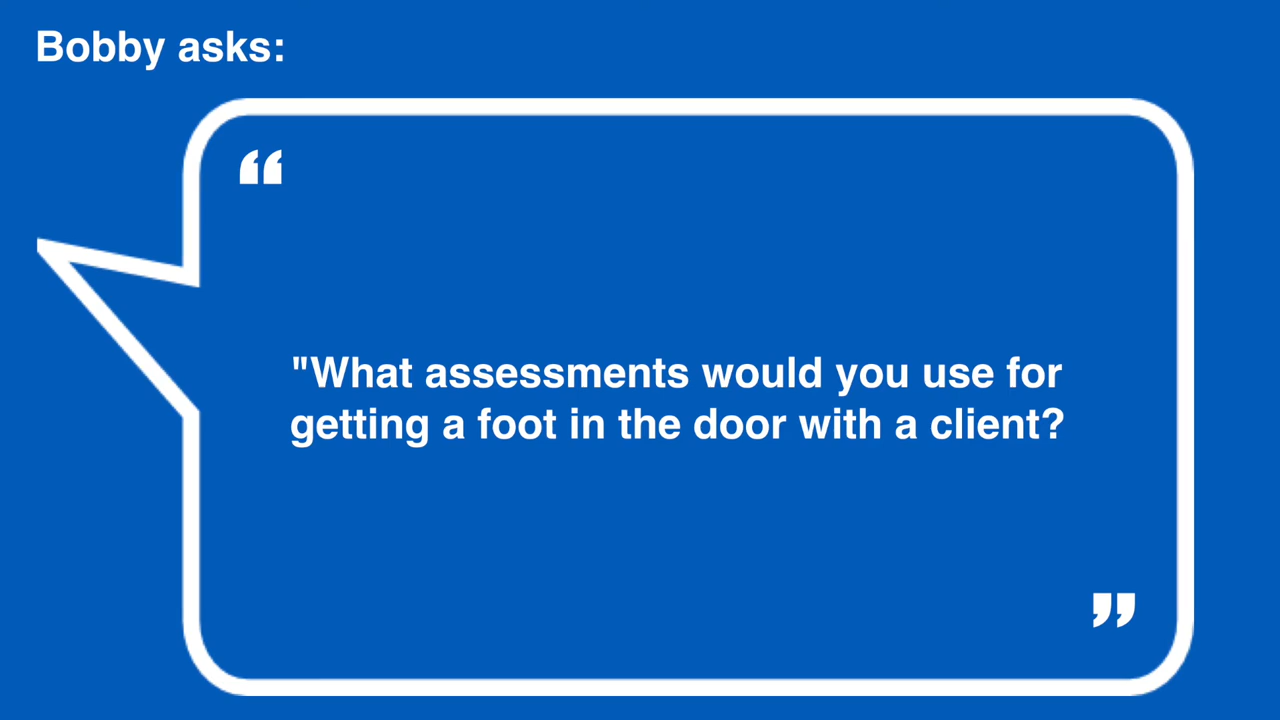 Bobby asks:
“
"What assessments would you use for
getting a foot in the door with a client?
”